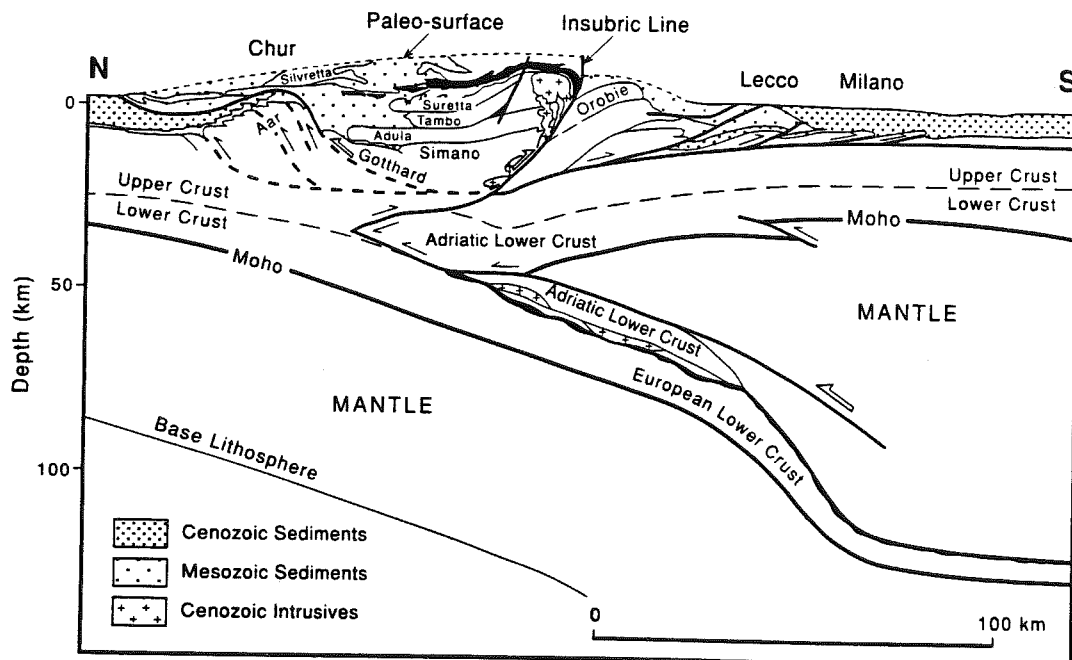 Paleo-surface
Insubric Line
N
Chur
Lecco
Milano
S
Silvretta
0
Suretta
Tambo
Orobie
Aar
Adula
Simano
Gotthard
Upper Crust
Lower Crust
Upper Crust
Lower Crust
Moho
Moho
Adriatic Lower Crust
50
Adriatic Lower Crust
MANTLE
Depth (km)
European Lower Crust
MANTLE
Base Lithosphere
100
Cenozoic Sediments
Mesozoic Sediments
Cenozoic Intrusives
0
100 km